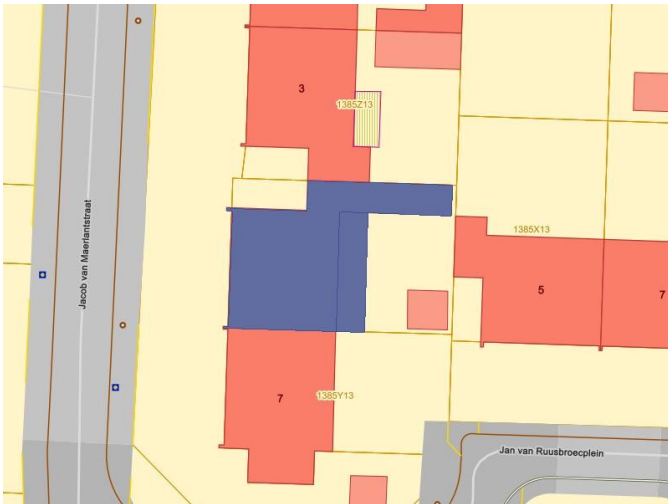 3
1385Z13
Jacob van Maerlantstraat
1385X13
5
7
7
1385Y13
Jan van Ruusbroecplein